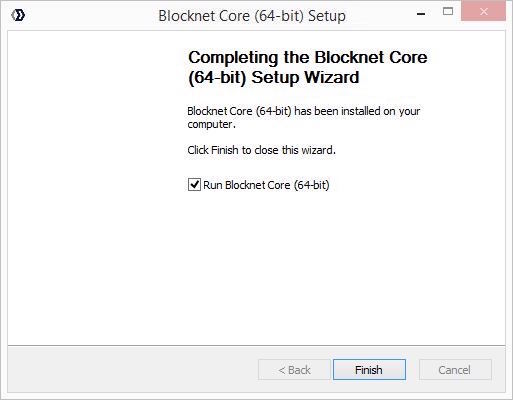 Blocknet Core (64-bit) Setup
Completing the Blocknet Core
(64-bit) Setup Wizard
Blocknet Core (64-bit) has been installed on your
computer.
Click Finish to close this wizard.
Run Blocknet Core (64-bit)
< Back
Finish
Cancel